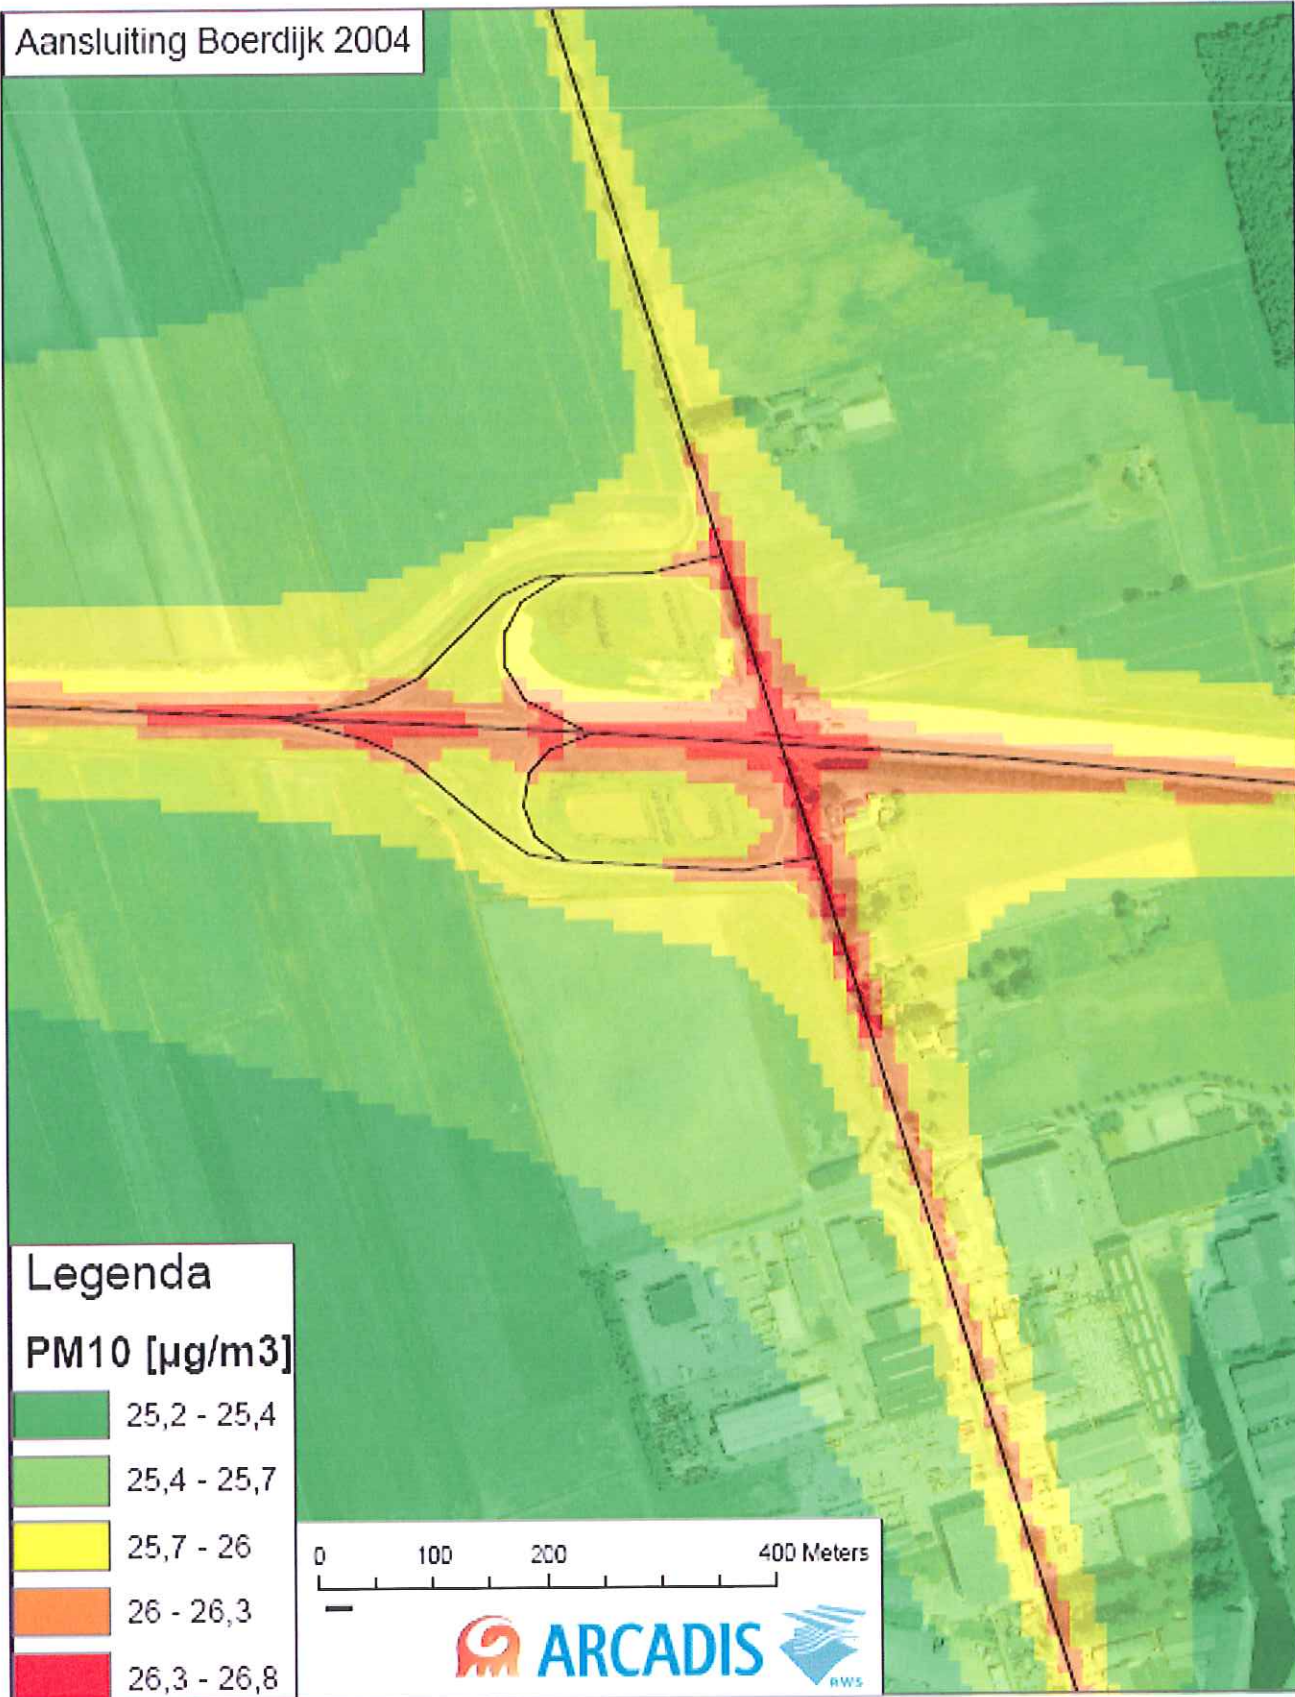 Aansluiting Boerdijk 2004
Legenda
PM10 [µg/m3]
25,2 - 25,4
25,4 - 25,7
25,7 - 26
26 - 26,3
26,3 - 26,8
0 100 200 400 Meters
ARCADIS
RWS